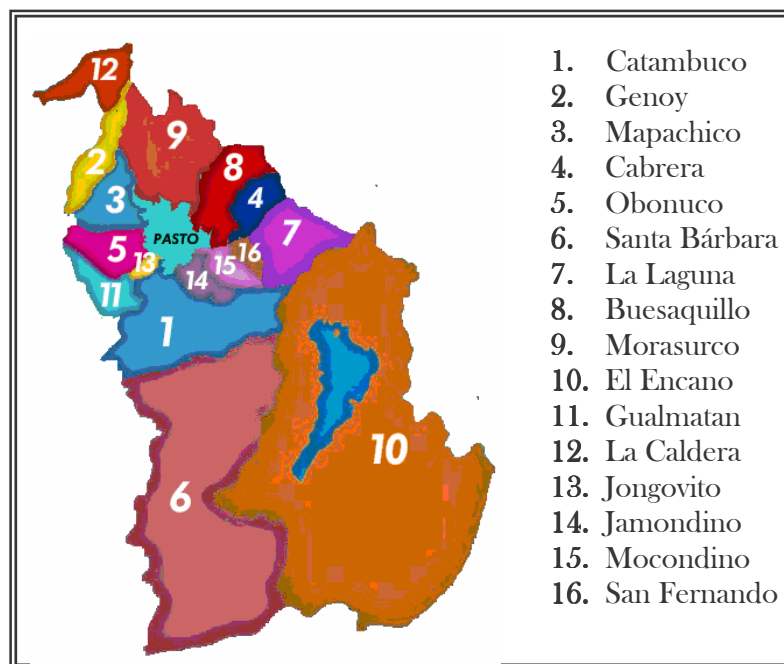 12
9
2
8
4
3
7
PASTO
5
13
15
16
14
11
1
10
6
1. Catambuco
2. Genoy
3. Mapachico
4. Cabrera
5. Obonuco
6. Santa Bárbara
7. La Laguna
8. Buesaquillo
9. Morasurco
10. El Encano
11. Gualmatan
12. La Caldera
13. Jongovito
14. Jamondino
15. Mocondino
16. San Fernando